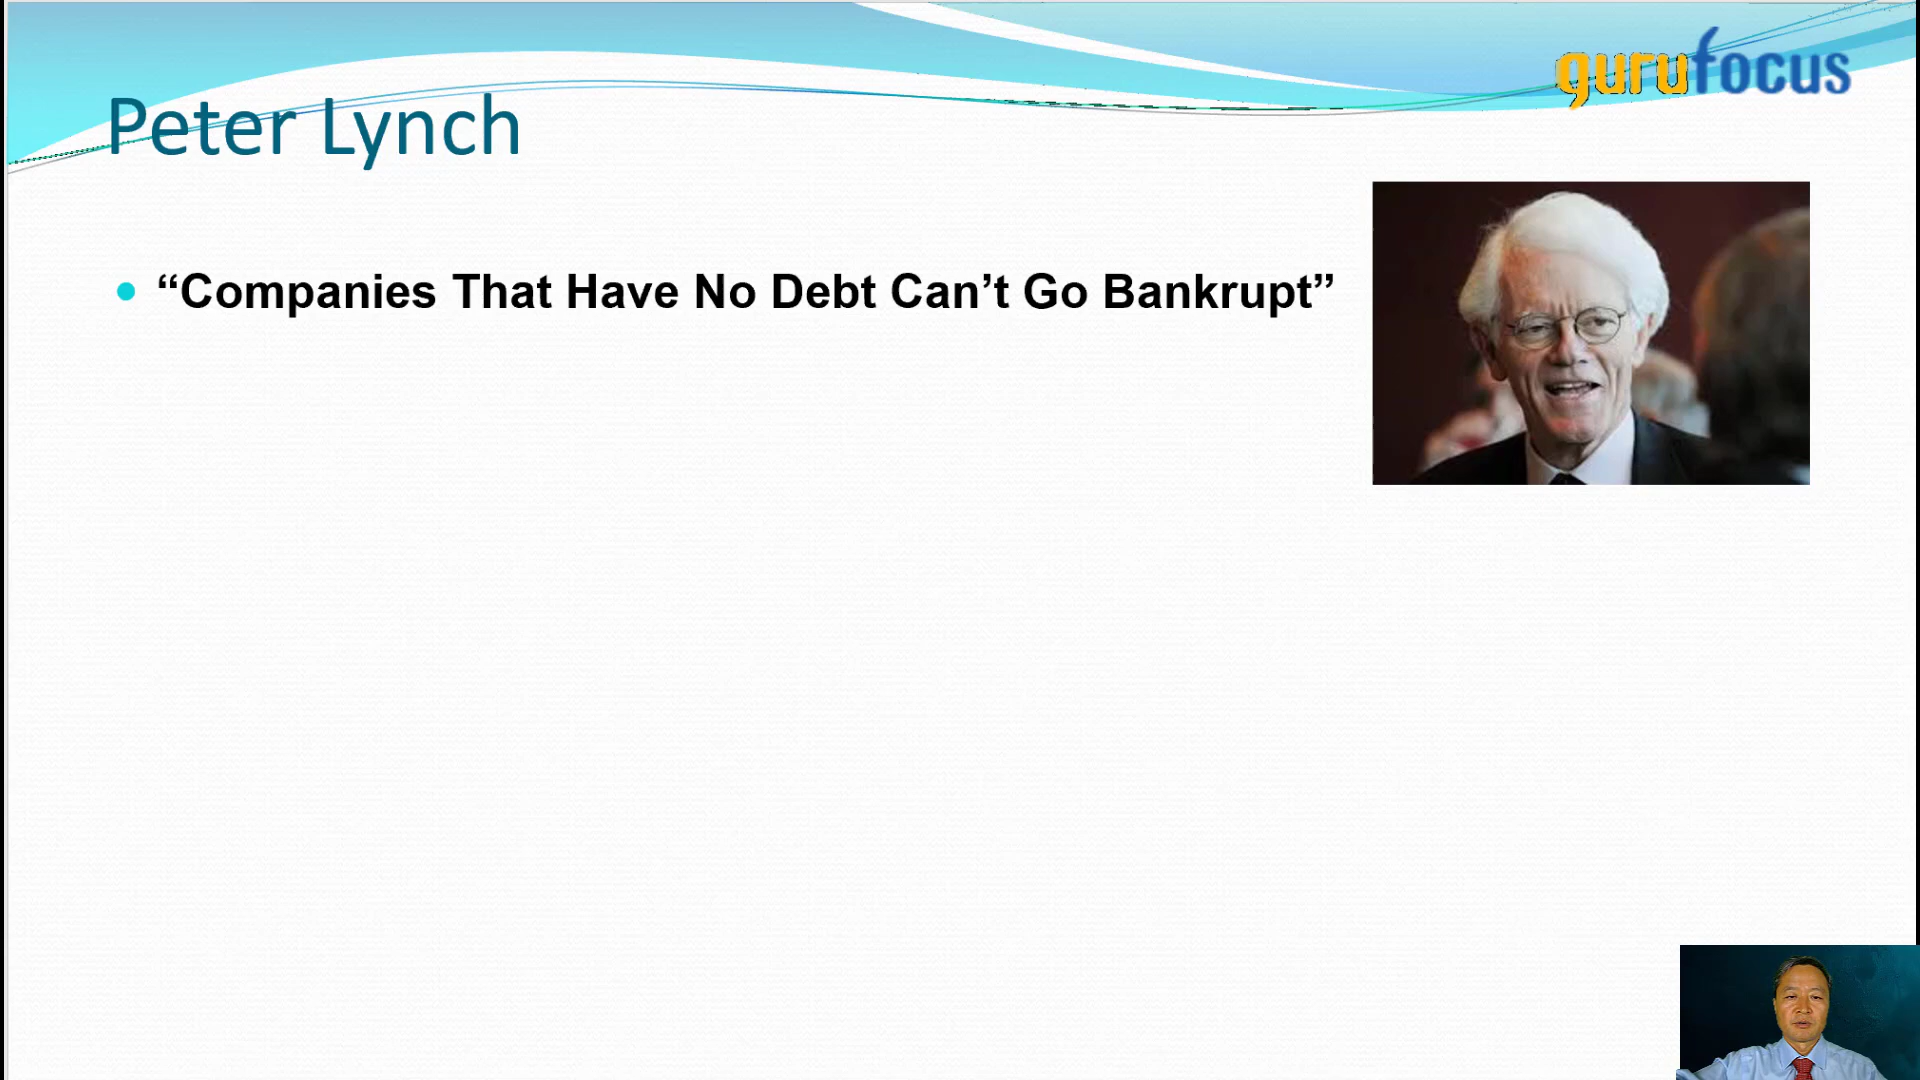 gurufocus
Peter Lynch
“Companies That Have No Debt Can’t Go Bankrupt”